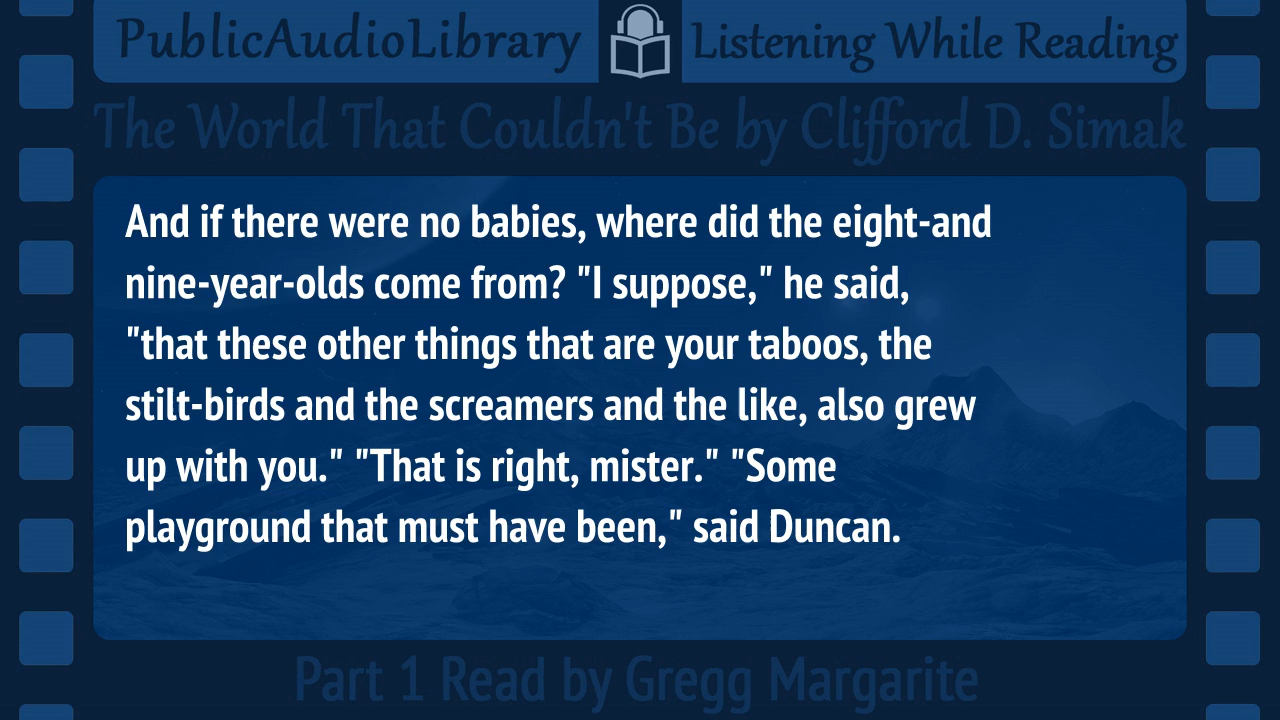 PublicAudioLibrary
Listening While Reading
The World That Couldn't Be by Clifford D. Simak
And if there were no babies, where did the eight-and
nine-year-olds come from? "I suppose," he said,
"that these other things that are your taboos, the
stilt-birds and the screamers and the like, also grew
up with you." "That is right, mister." "Some
playground that must have been," said Duncan.
Part 1 Read by Gregg Margarite